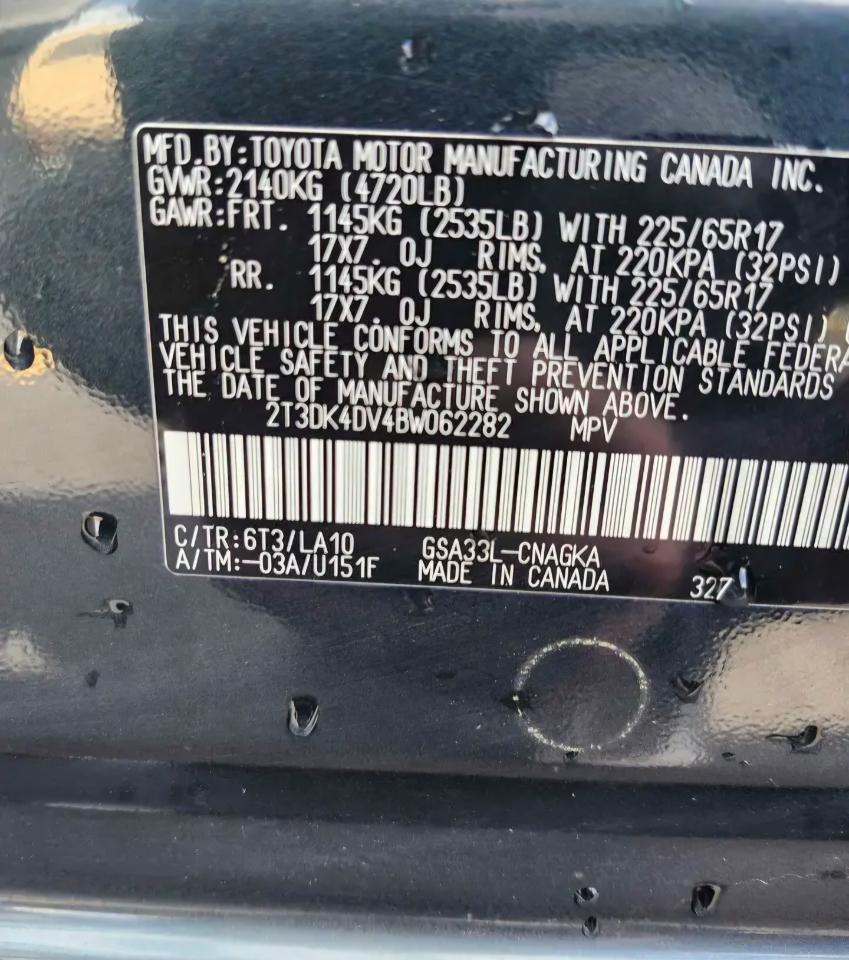 MFD.BY:TOYOTA MOTOR MANUFACTURING CANADA INC.
GVWR:2140KG (4720LB)
GAWR:FRT. 1145KG (2535LB) WITH 225/65R17
17X7.0J RIMS, AT 220KPA (32PSI)
RR. 1145KG (2535LB) WITH 225/65R17
17X7.0J RIMS, AT 220KPA (32PSI)
THIS VEHICLE CONFORMS TO ALL APPLICABLE FEDERA
VEHICLE SAFETY AND THEFT PREVENTION STANDARDS
THE DATE OF MANUFACTURE SHOWN ABOVE.
2T3DK4DV4BW062282 MPV
C/TR:6T3/LA10 GSA33L-CNAGKA
A/TM:-03A/U151F MADE IN CANADA 327